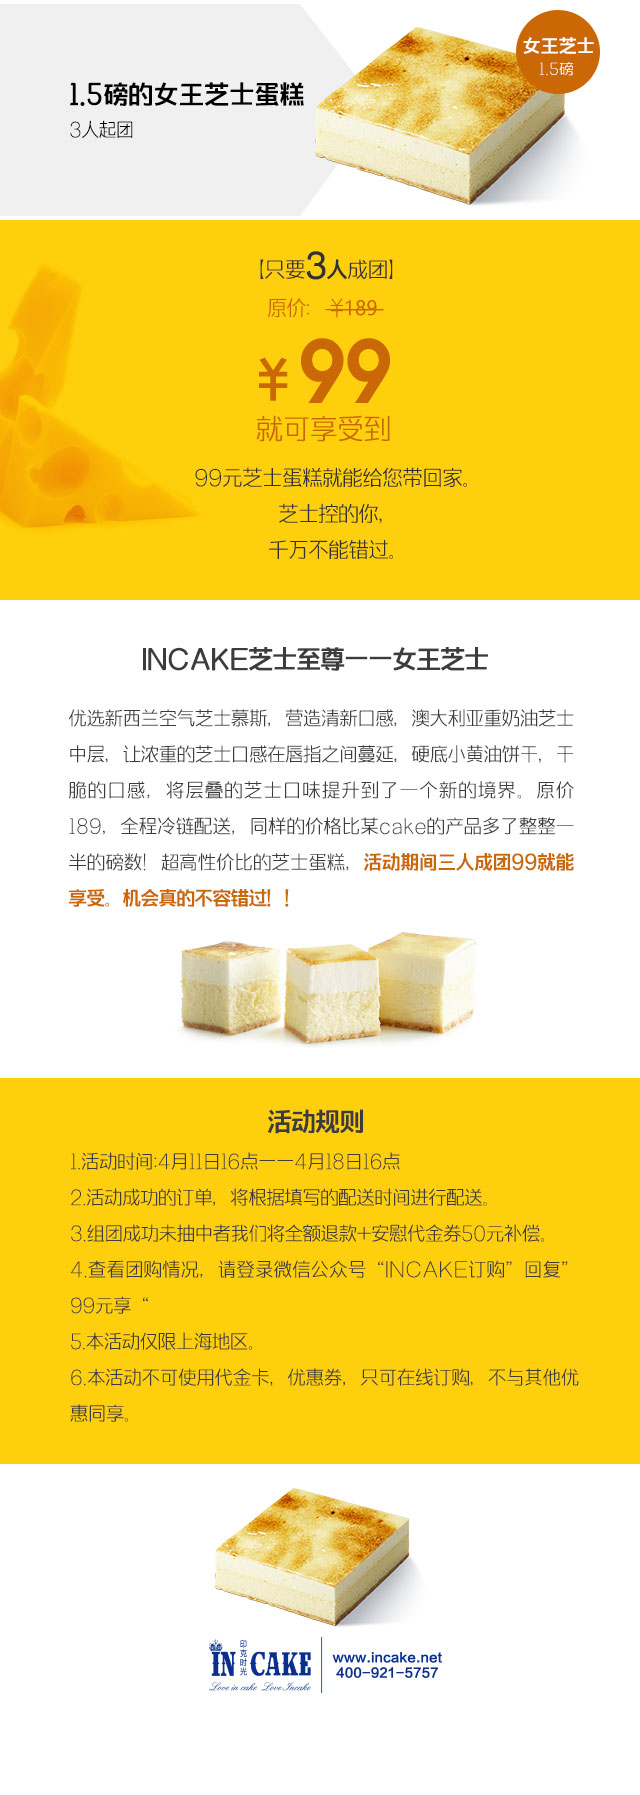 女王芝士
1.5磅
1.5磅的女王芝士蛋糕
3人起团
【只要3人成团】
原价: ¥189
¥99
就可享受到
99元芝士蛋糕就能给您带回家。
芝士控的你,
千万不能错过。
INCAKE芝士至尊一一女王芝士
优选新西兰空气芝士慕斯，营造清新口感，澳大利亚重奶油芝士
中层，让浓重的芝士口感在唇指之间蔓延，硬底小黄油饼干，干
脆的口感，将层叠的芝士口味提升到了一个新的境界。原价
189，全程冷链配送，同样的价格比某cake的产品多了整整一
半的磅数！超高性价比的芝士蛋糕，活动期间三人成团99就能
享受。机会真的不容错过！！
活动规则
1.活动时间:4月11日16点一一4月18日16点
2.活动成功的订单，将根据填写的配送时间进行配送。
3.组团成功未抽中者我们将全额退款+安慰代金券50元补偿。
4.查看团购情况，请登录微信公众号“INCAKE订购”回复”
99元享“
5.本活动仅限上海地区。
6.本活动不可使用代金卡，优惠券，只可在线订购，不与其他优
惠同享。
IN印克时光CAKE
Love in cake Love Incake
www.incake.net
400-921-5757